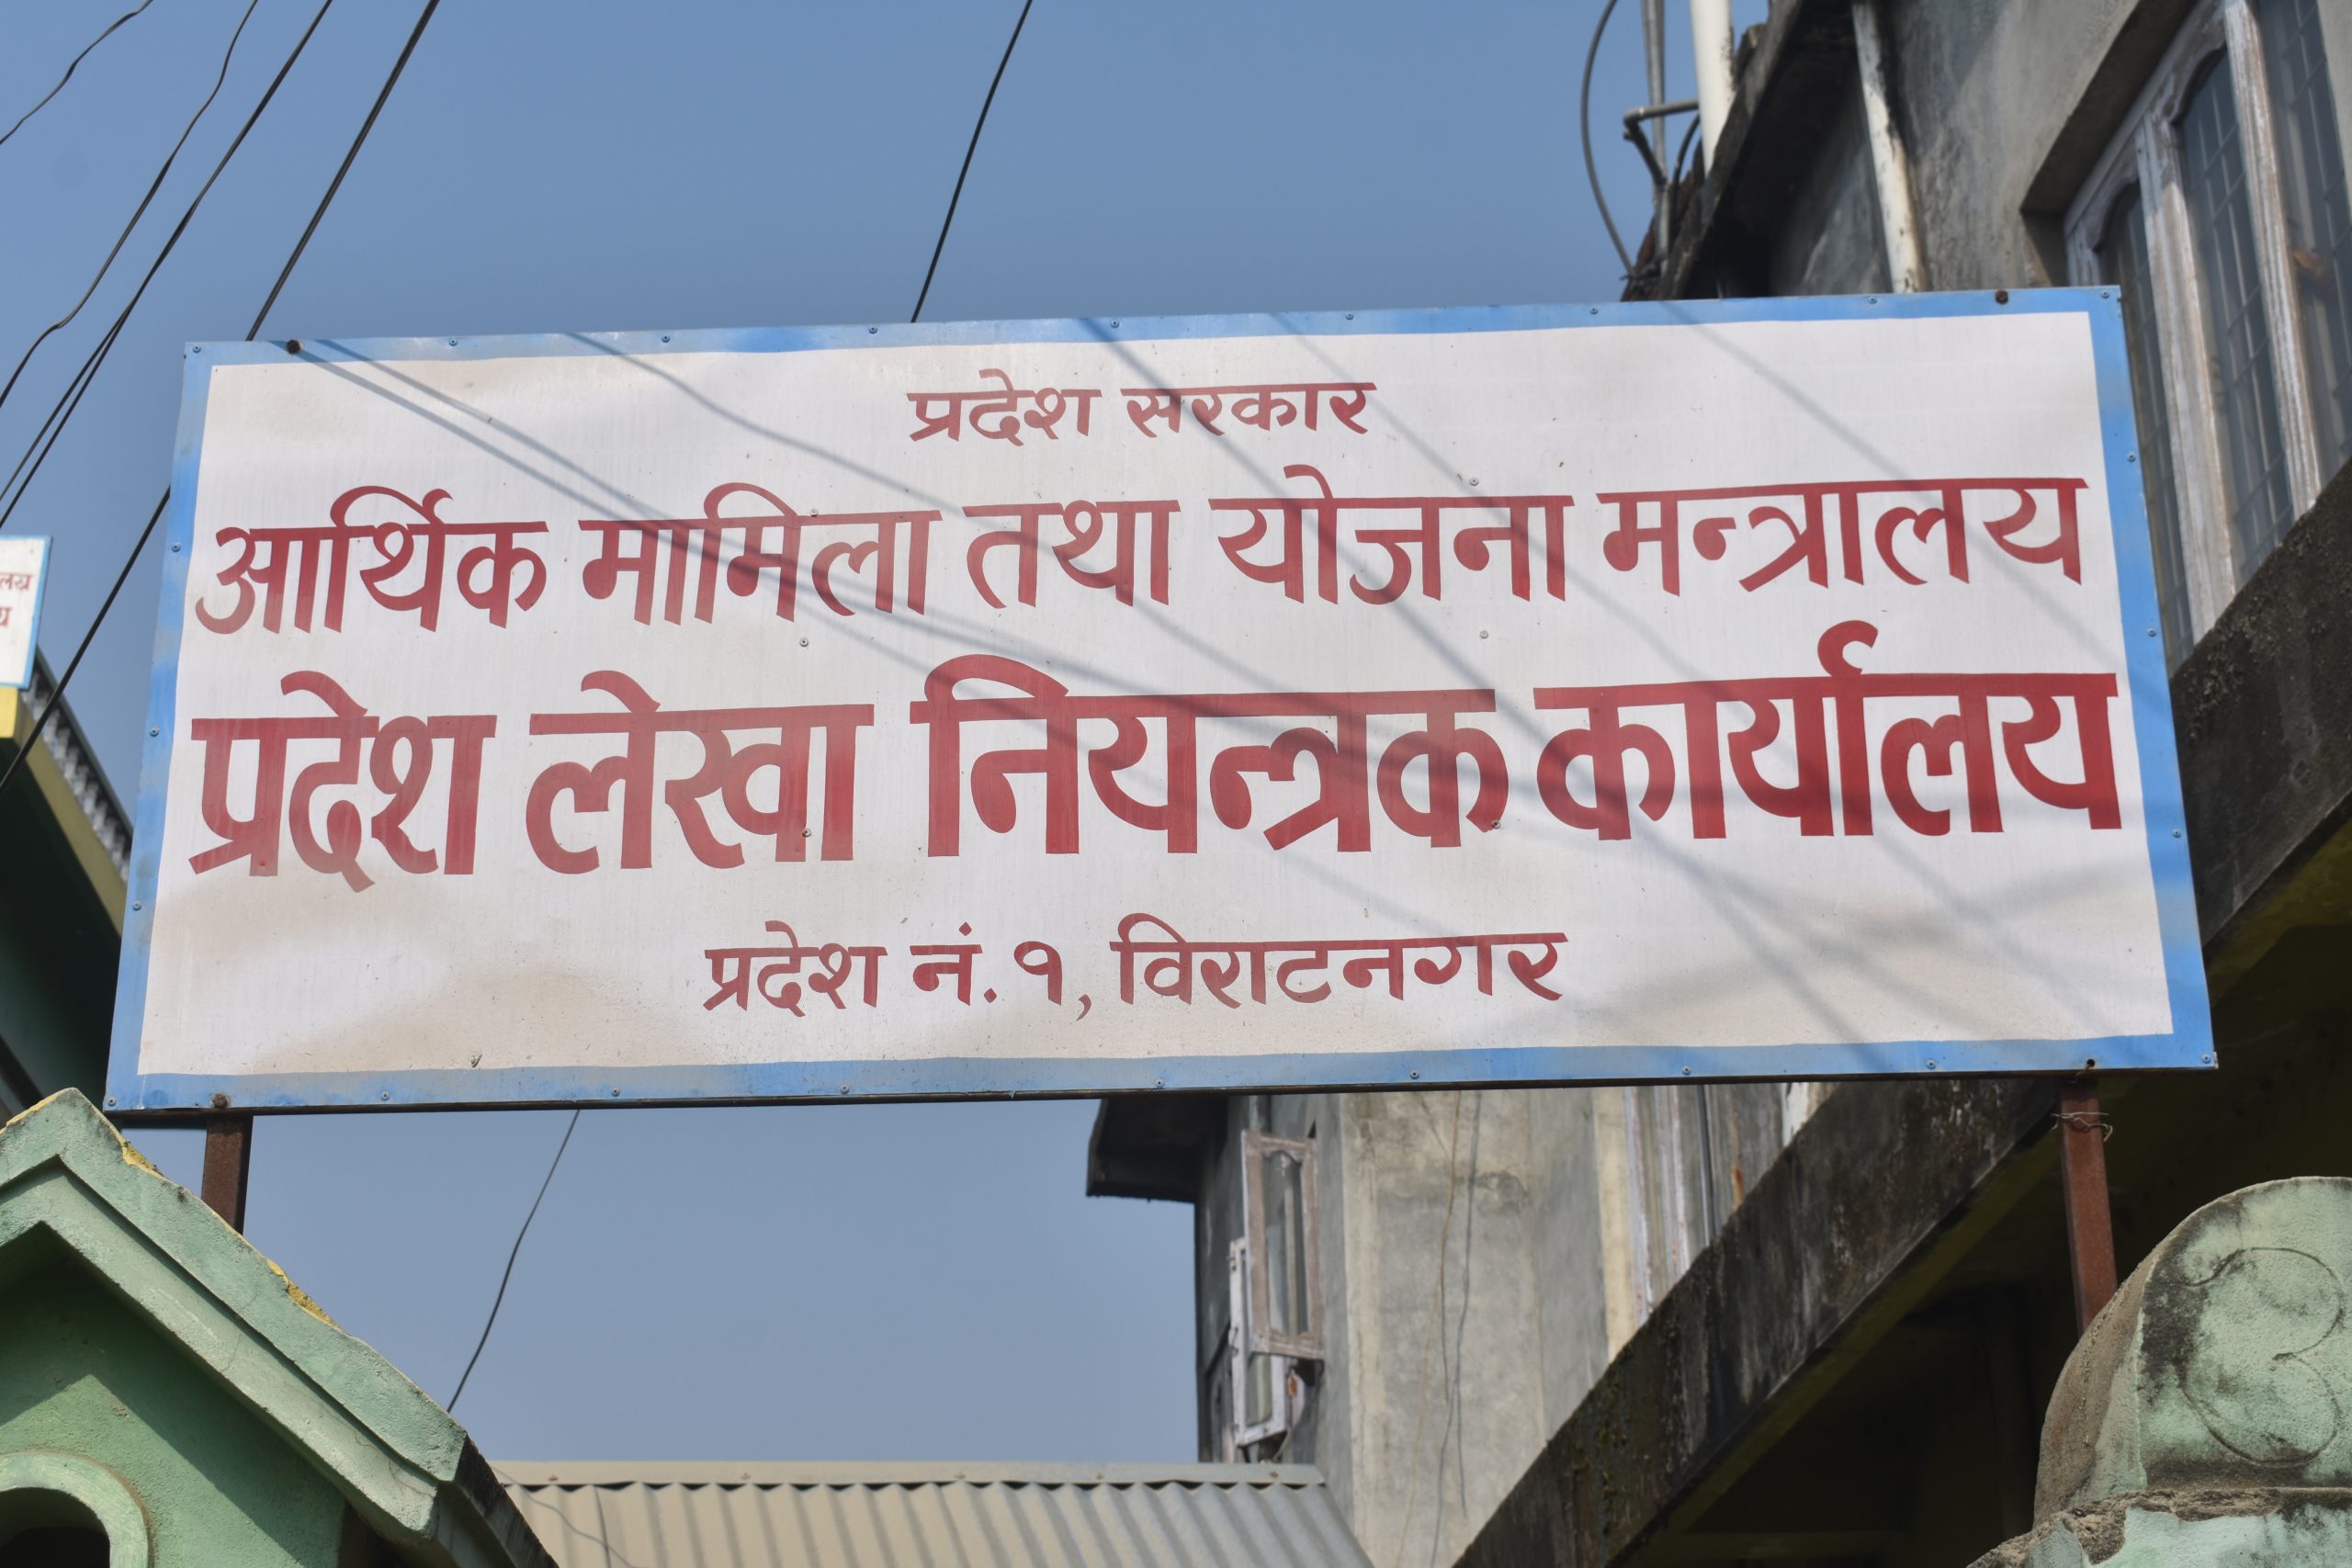 प्रदेश सरकार
आर्थिक मामिला तथा योजना मन्त्रालय
प्रदेश लेखा नियन्त्रक कार्यालय
प्रदेश नं. १, विराटनगर